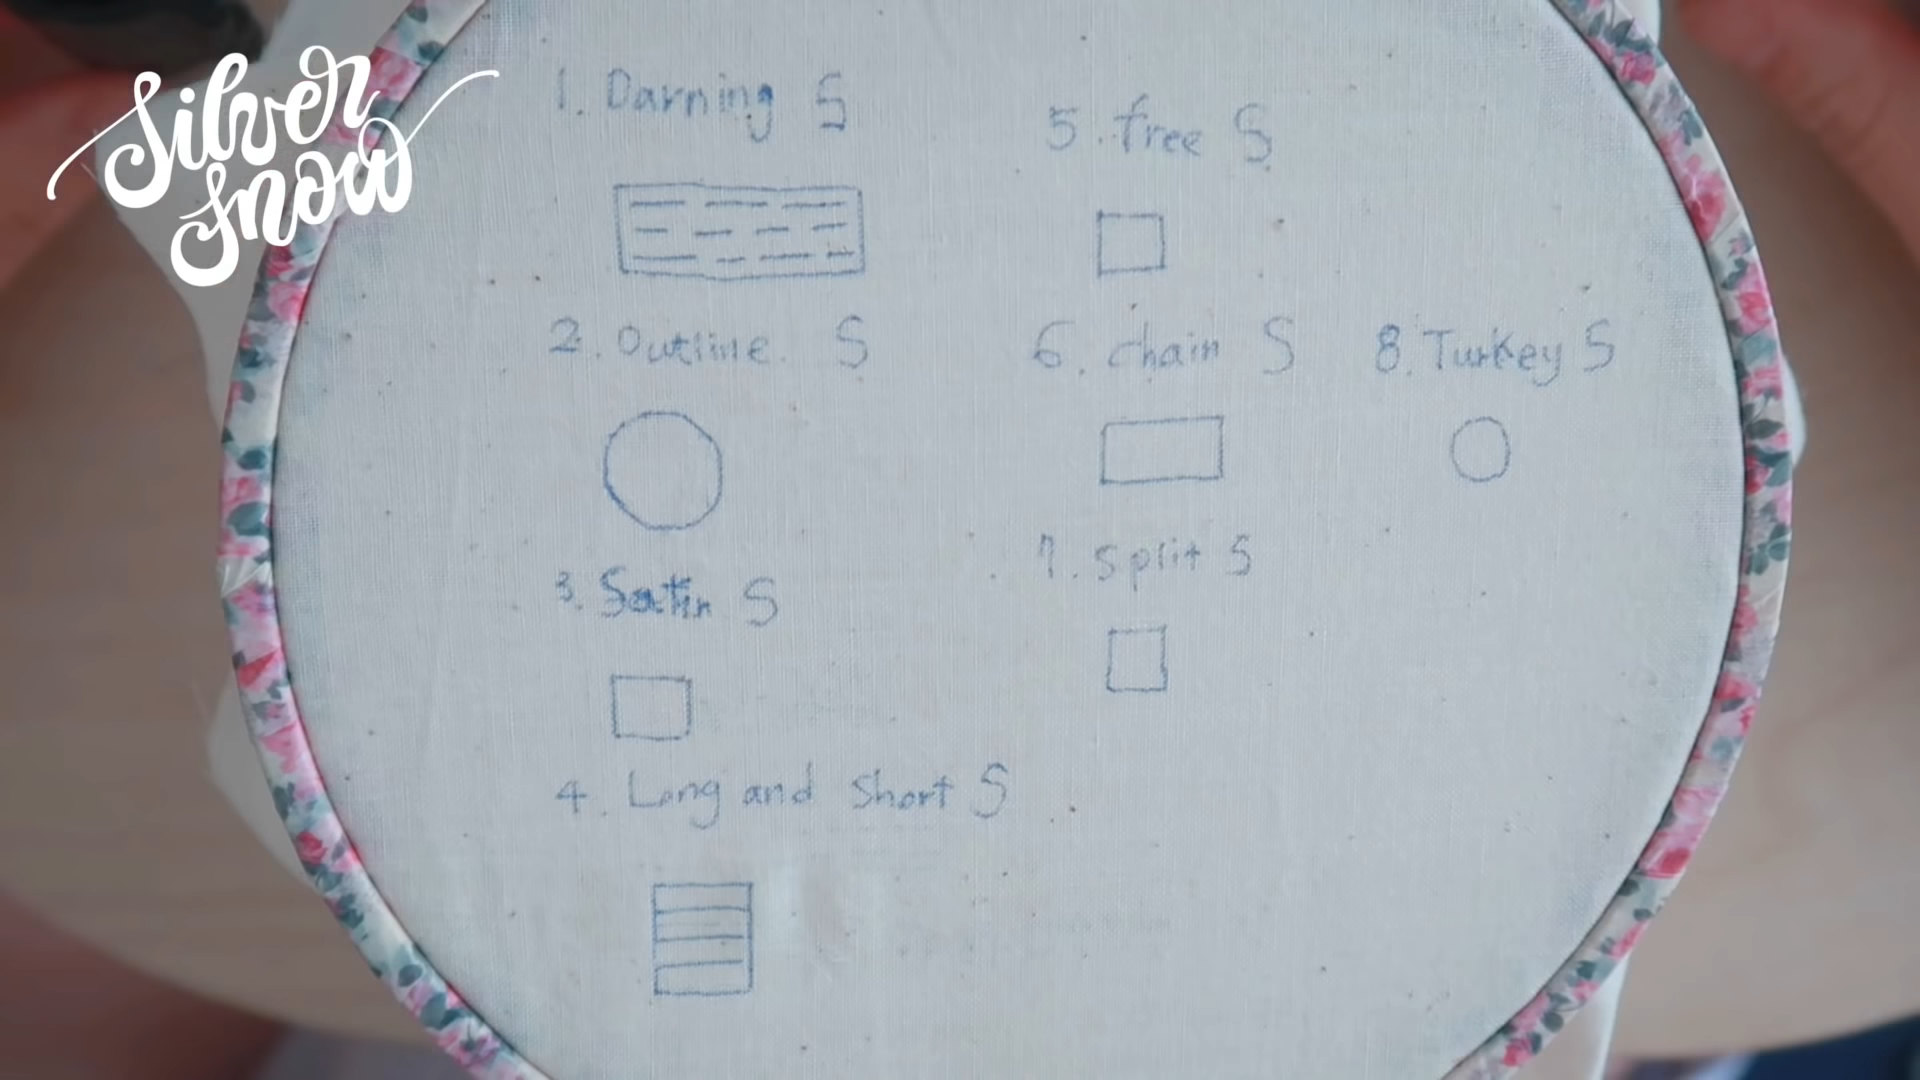 Silver
Snow
1. Darning S
2. Outline. S
3. Satin S
4. Long and Short S
5. free S
6. chain S
7. Split S
8. Turkey S